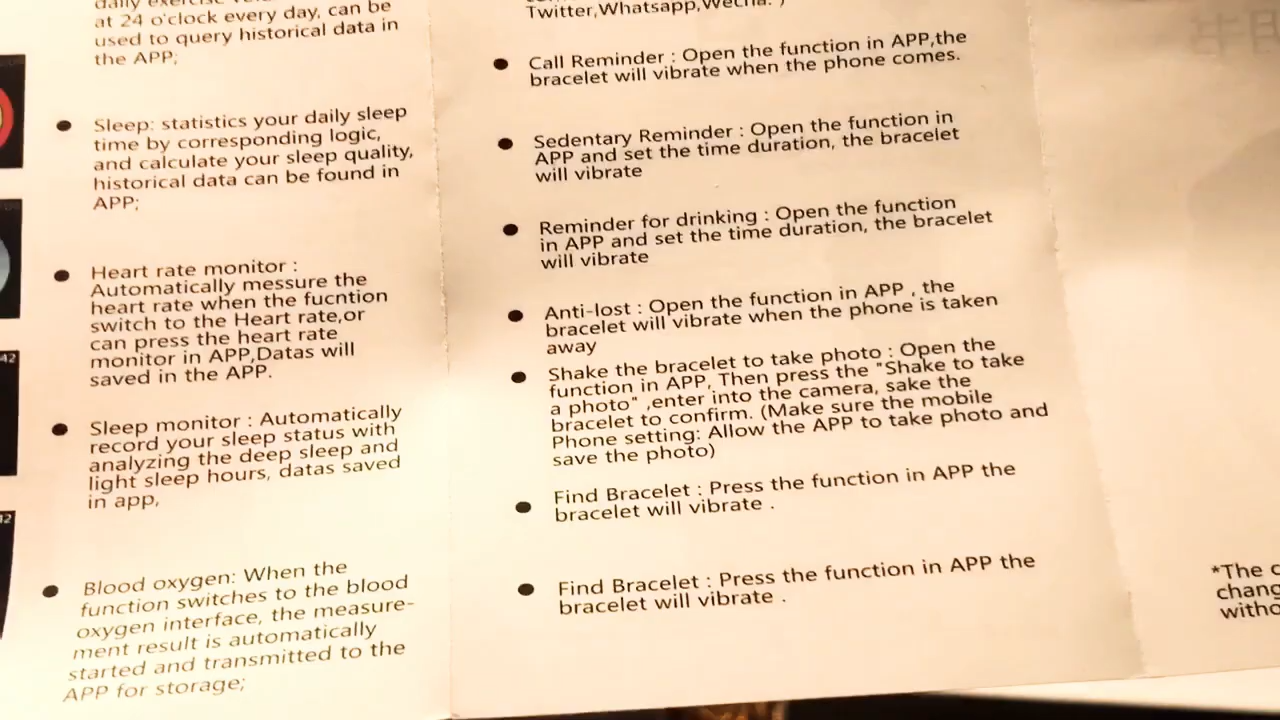 daily exercise
at 24 o'clock every day, can be
used to query historical data in
the APP;
Sleep: statistics your daily sleep
time by corresponding logic,
and calculate your sleep quality,
historical data can be found in
APP;
Heart rate monitor :
Automatically messure the
heart rate when the fucntion
switch to the Heart rate,or
can press the heart rate
monitor in APP,Datas will
saved in the APP.
Sleep monitor : Automatically
record your sleep status with
analyzing the deep sleep and
light sleep hours, datas saved
in app,
Blood oxygen: When the
function switches to the blood
oxygen interface, the measure-
ment result is automatically
started and transmitted to the
APP for storage;
Twitter,Whatsapp,Wecha. )
Call Reminder : Open the function in APP,the
bracelet will vibrate when the phone comes.
Sedentary Reminder : Open the function in
APP and set the time duration, the bracelet
will vibrate
Reminder for drinking : Open the function
in APP and set the time duration, the bracelet
will vibrate
Anti-lost : Open the function in APP , the
bracelet will vibrate when the phone is taken
away
Shake the bracelet to take photo : Open the
function in APP, Then press the "Shake to take
a photo" ,enter into the camera, sake the
bracelet to confirm. (Make sure the mobile
Phone setting: Allow the APP to take photo and
save the photo)
Find Bracelet : Press the function in APP the
bracelet will vibrate .
Find Bracelet : Press the function in APP the
bracelet will vibrate .
*The
chang
witho
42